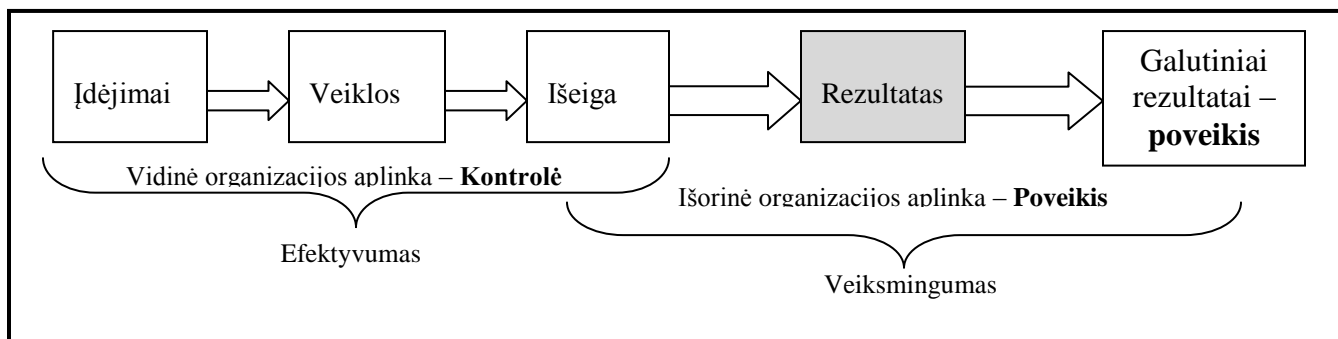 Įdėjimai
Veiklos
Išeiga
Rezultatas
Galutiniai
rezultatai –
poveikis
Vidinė organizacijos aplinka – Kontrolė
Išorinė organizacijos aplinka – Poveikis
Efektyvumas
Veiksmingumas